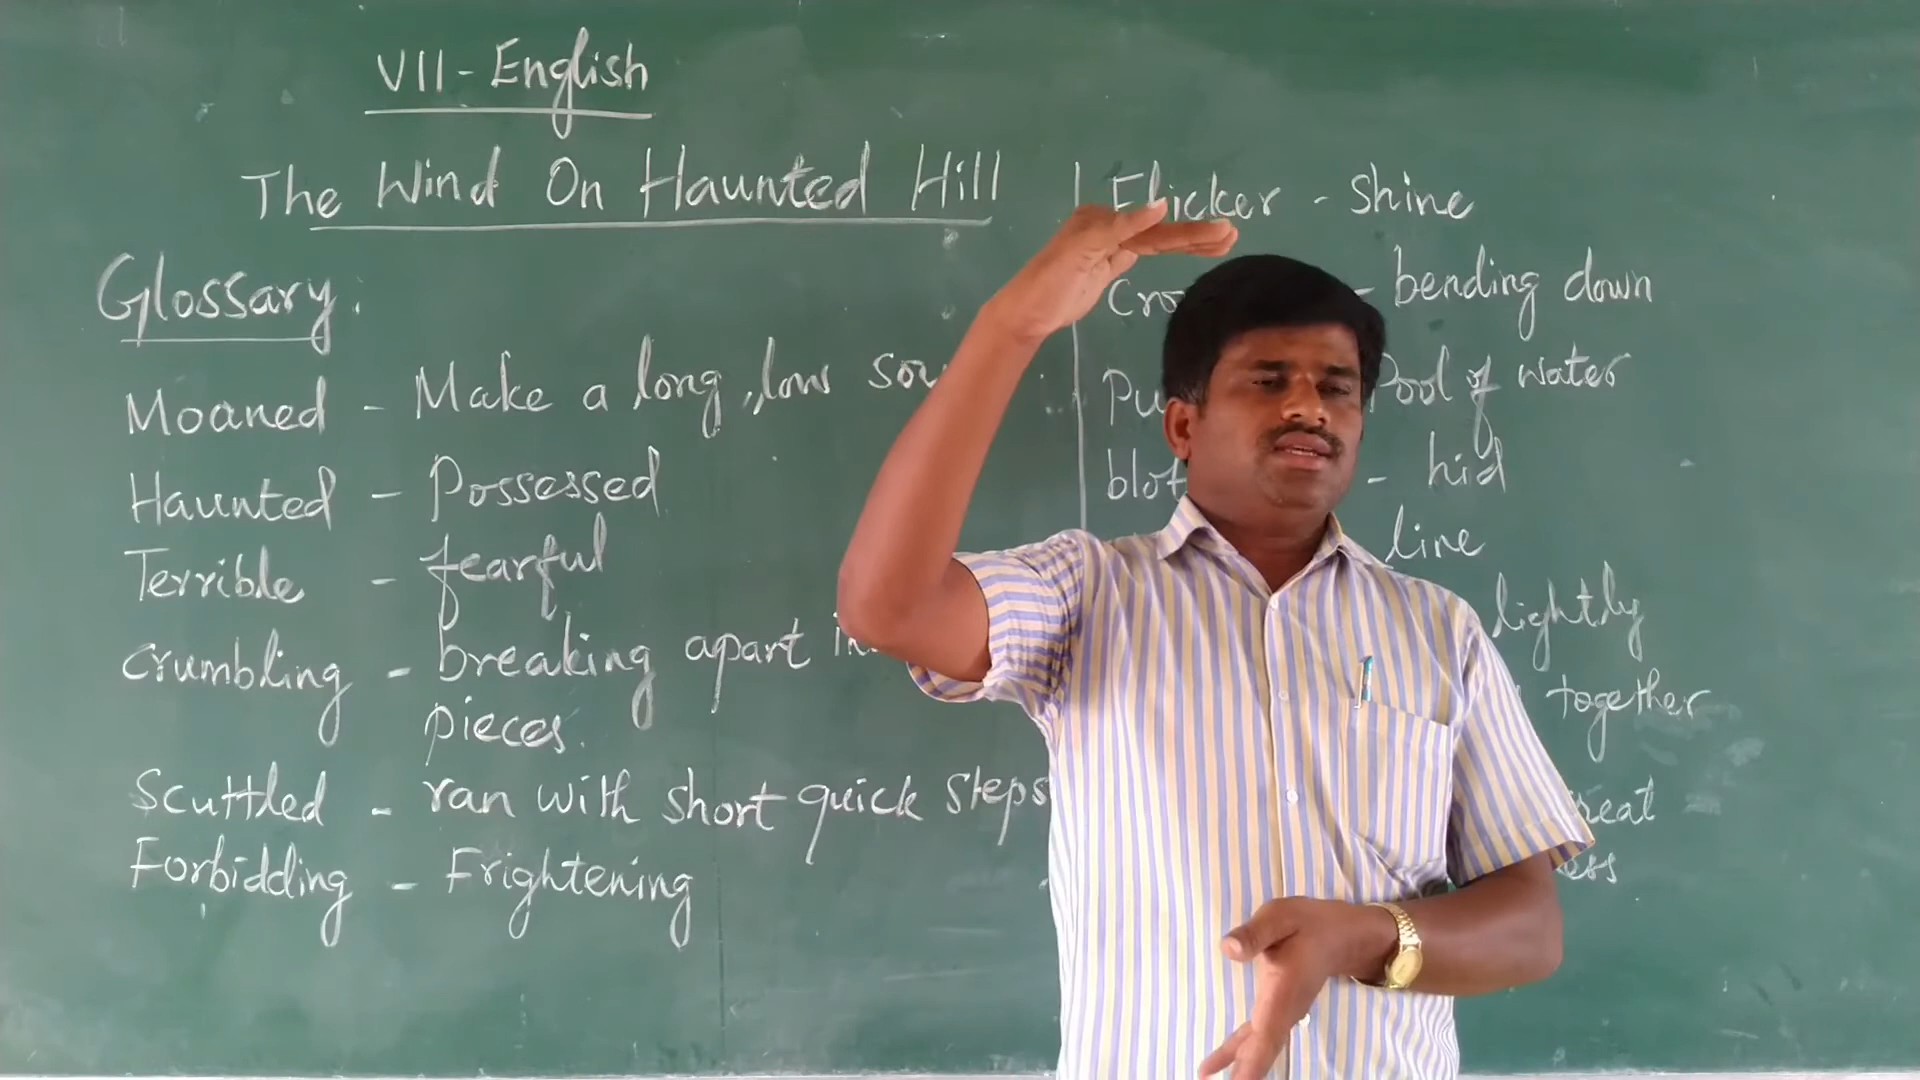 VII - English
The Wind On Haunted Hill
Glossary:
Moaned - Make a long, low
Haunted - Possessed
Terrible - fearful
Crumbling - breaking apart
pieces.
Scuttled - ran with short quick steps
Forbidding - Frightening
Flicker - Shine
- bending down
Pool of water
- hid
line
lightly
together